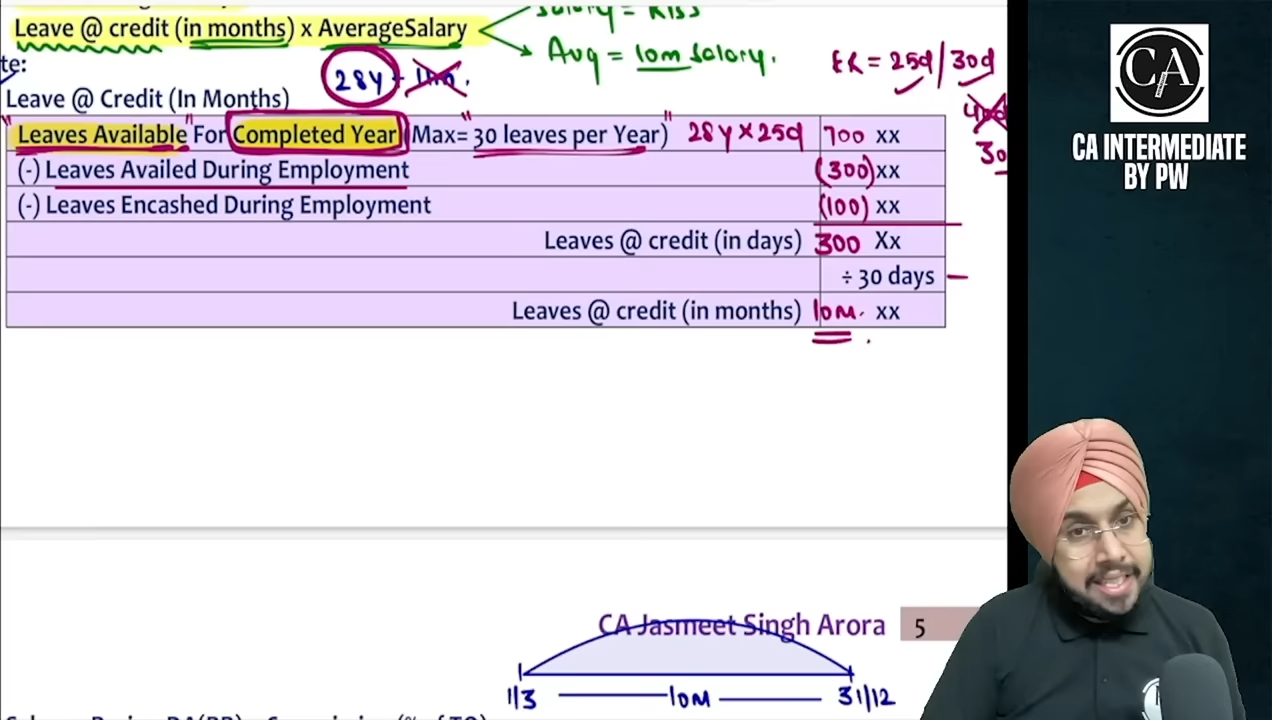 Leave @ credit (in months) x AverageSalary
Avg = 10m salary.
te:
28Y +
ER = 25d / 30d
Leave @ Credit (In Months)
"Leaves Available" For Completed Year (Max= "30 leaves per Year)" 28Y x 25d 700 xx
30
(-) Leaves Availed During Employment (300) xx
(-) Leaves Encashed During Employment (100) xx
Leaves @ credit (in days) 300 Xx
÷ 30 days
Leaves @ credit (in months) 10M. xx
CA
CA INTERMEDIATE
BY PW
CA Jasmeet Singh Arora 5
1/3 10M 31/12